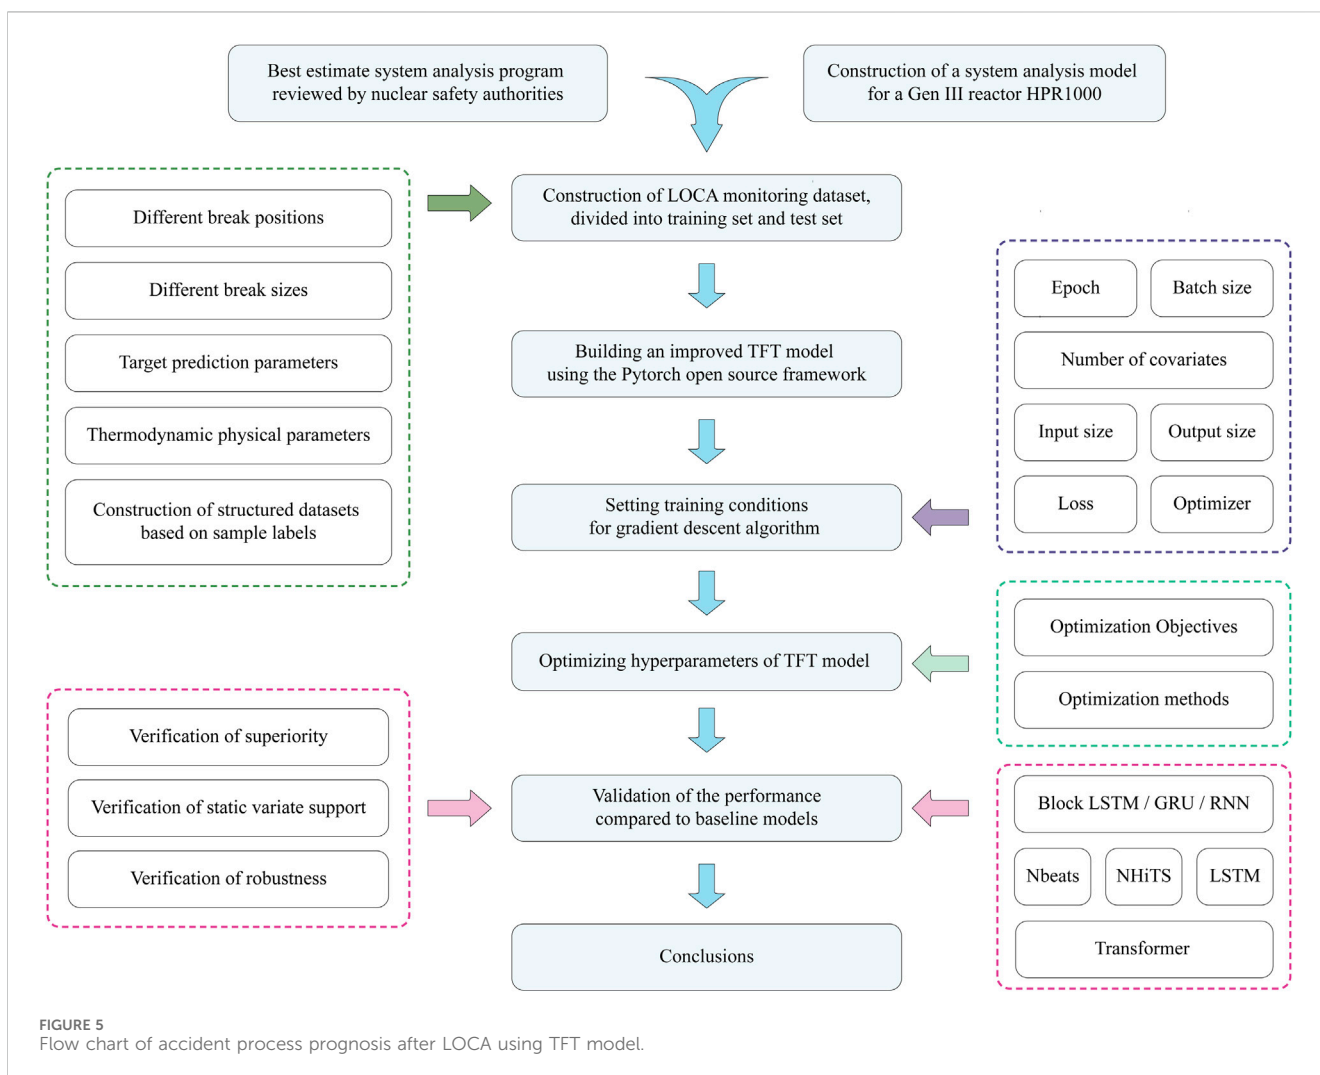 Best estimate system analysis program
reviewed by nuclear safety authorities
Construction of a system analysis model
for a Gen III reactor HPR1000
Different break positions
Different break sizes
Target prediction parameters
Thermodynamic physical parameters
Construction of structured datasets
based on sample labels
Construction of LOCA monitoring dataset,
divided into training set and test set
Building an improved TFT model
using the Pytorch open source framework
Setting training conditions
for gradient descent algorithm
Epoch
Batch size
Number of covariates
Input size
Output size
Loss
Optimizer
Optimizing hyperparameters of TFT model
Optimization Objectives
Optimization methods
Verification of superiority
Verification of static variate support
Verification of robustness
Validation of the performance
compared to baseline models
Block LSTM / GRU / RNN
Nbeats
NHiTS
LSTM
Transformer
Conclusions
FIGURE 5
Flow chart of accident process prognosis after LOCA using TFT model.